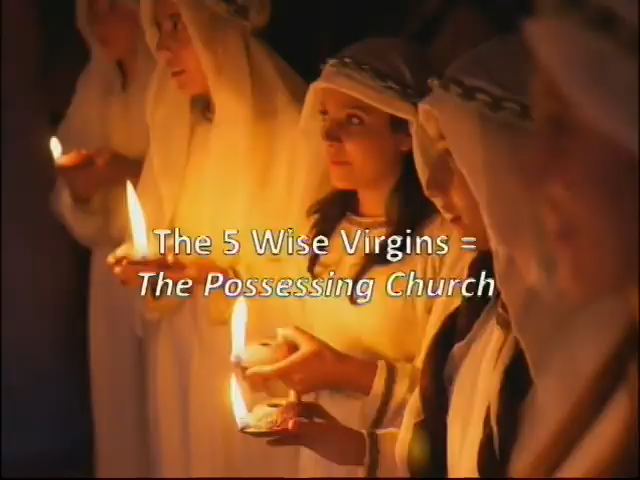 The 5 Wise Virgins =
The Possessing Church